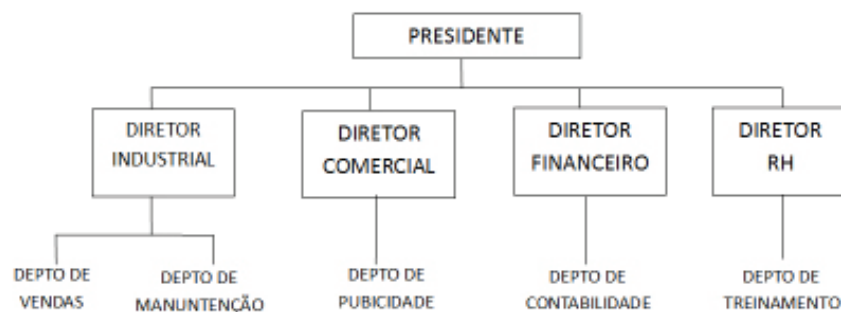 PRESIDENTE
DIRETOR
INDUSTRIAL
DIRETOR
COMERCIAL
DIRETOR
FINANCEIRO
DIRETOR
RH
DEPTO DE
VENDAS
DEPTO DE
MANUNTENÇÃO
DEPTO DE
PUBICIDADE
DEPTO DE
CONTABILIDADE
DEPTO DE
TREINAMENTO